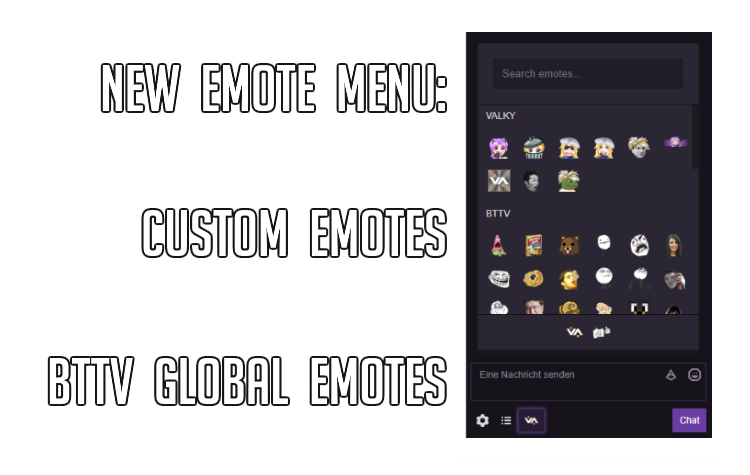 NEW EMOTE MENU:
CUSTOM EMOTES
BTTV GLOBAL EMOTES
Search emotes...
VALKY
BTTV
Eine Nachricht senden
Chat